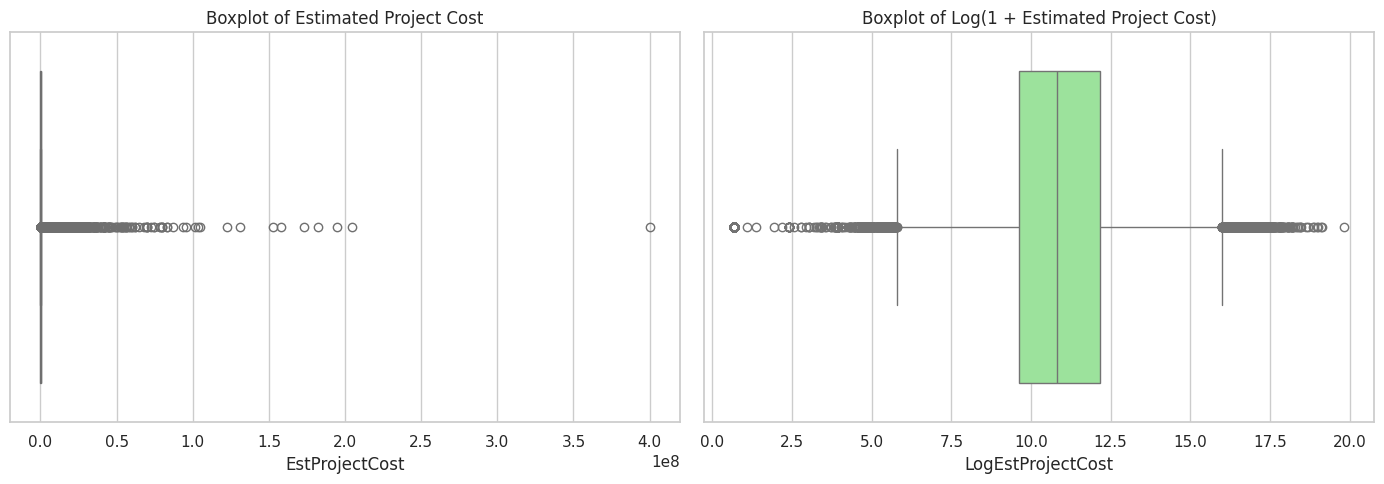 Boxplot of Estimated Project Cost
0.0 0.5 1.0 1.5 2.0 2.5 3.0 3.5 4.0
EstProjectCost
1e8
Boxplot of Log(1 + Estimated Project Cost)
0.0 2.5 5.0 7.5 10.0 12.5 15.0 17.5 20.0
LogEstProjectCost